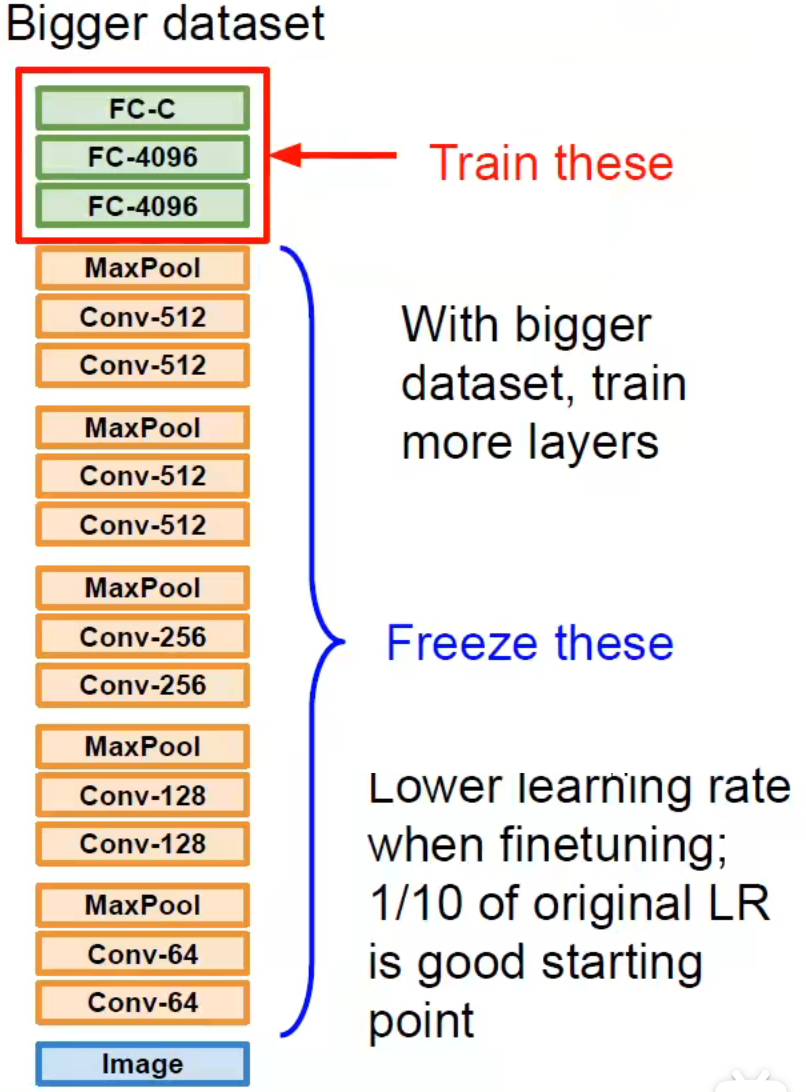 Bigger dataset
FC-C
FC-4096
FC-4096
Train these
MaxPool
Conv-512
Conv-512
With bigger
dataset, train
more layers
MaxPool
Conv-512
Conv-512
MaxPool
Conv-256
Conv-256
Freeze these
MaxPool
Conv-128
Conv-128
Lower learning rate
when finetuning;
1/10 of original LR
is good starting
point
MaxPool
Conv-64
Conv-64
Image